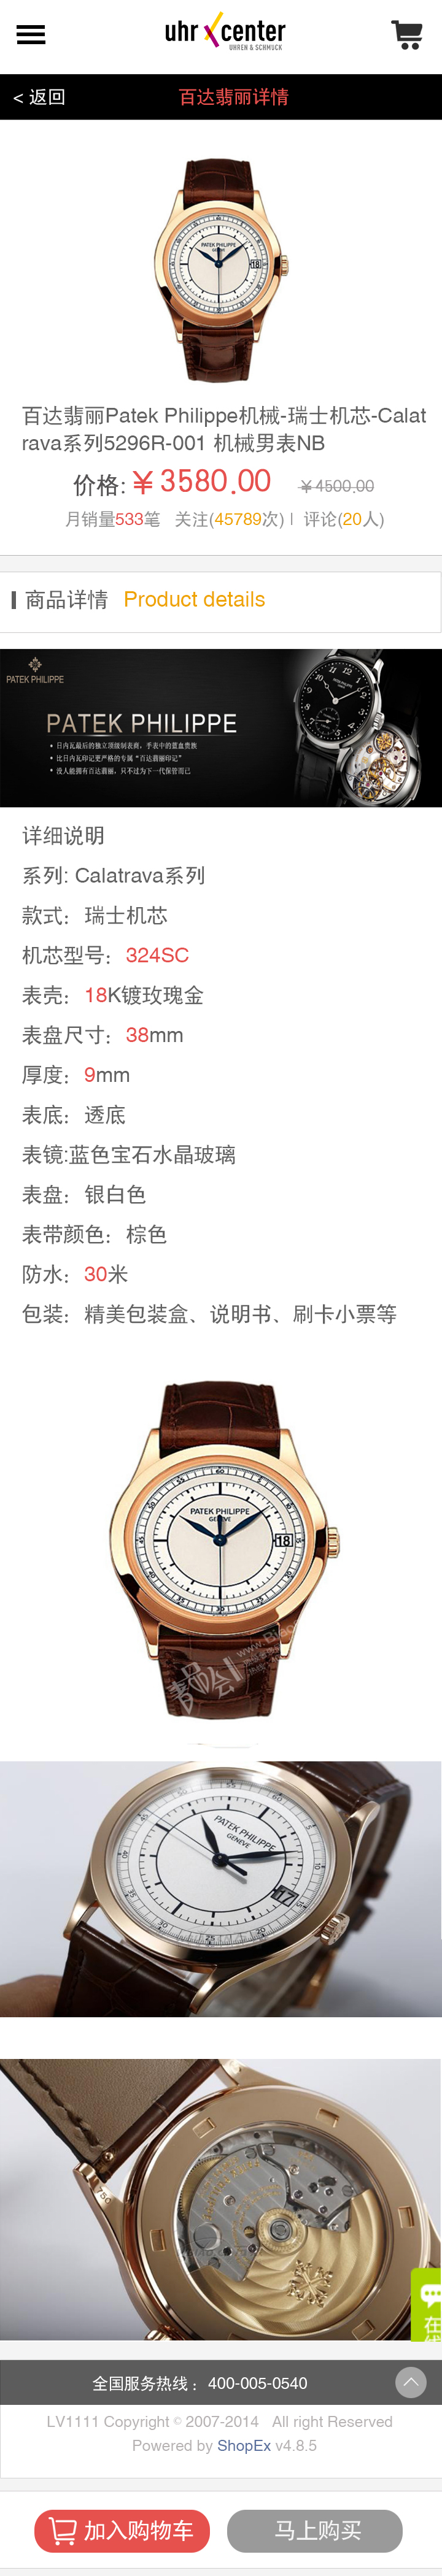 uhr center
UHREN & SCHMUCK
< 返回 百达翡丽详情
PATEK PHILIPPE
GENEVE
18
百达翡丽Patek Philippe机械-瑞士机芯-Calat
rava系列5296R-001 机械男表NB
价格:￥3580.00 ￥4500.00
月销量533笔 关注(45789次)| 评论(20人)
商品详情 Product details
PATEK PHILIPPE
PATEK PHILIPPE
• 日内瓦最后的独立顶级制表商，手表中的蓝血贵族
• 比日内瓦印记更严格的专属“百达翡丽印记”
• 没人能拥有百达翡丽，只不过为下一代保管而已
详细说明
系列: Calatrava系列
款式：瑞士机芯
机芯型号：324SC
表壳：18K镀玫瑰金
表盘尺寸：38mm
厚度：9mm
表底：透底
表镜:蓝色宝石水晶玻璃
表盘：银白色
表带颜色：棕色
防水：30米
包装：精美包装盒、说明书、刷卡小票等
PATEK PHILIPPE
GENEVE
18
PATEK PHILIPPE
GENEVE
17
750
在
全国服务热线 ：400-005-0540
LV1111 Copyright © 2007-2014 All right Reserved
Powered by ShopEx v4.8.5
加入购物车 马上购买